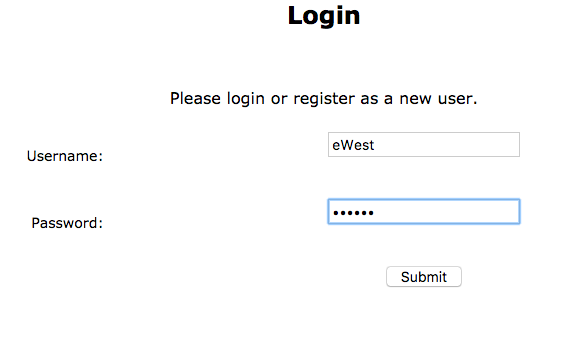 Login
Please login or register as a new user.
Username: eWest
Password: ••••••
Submit